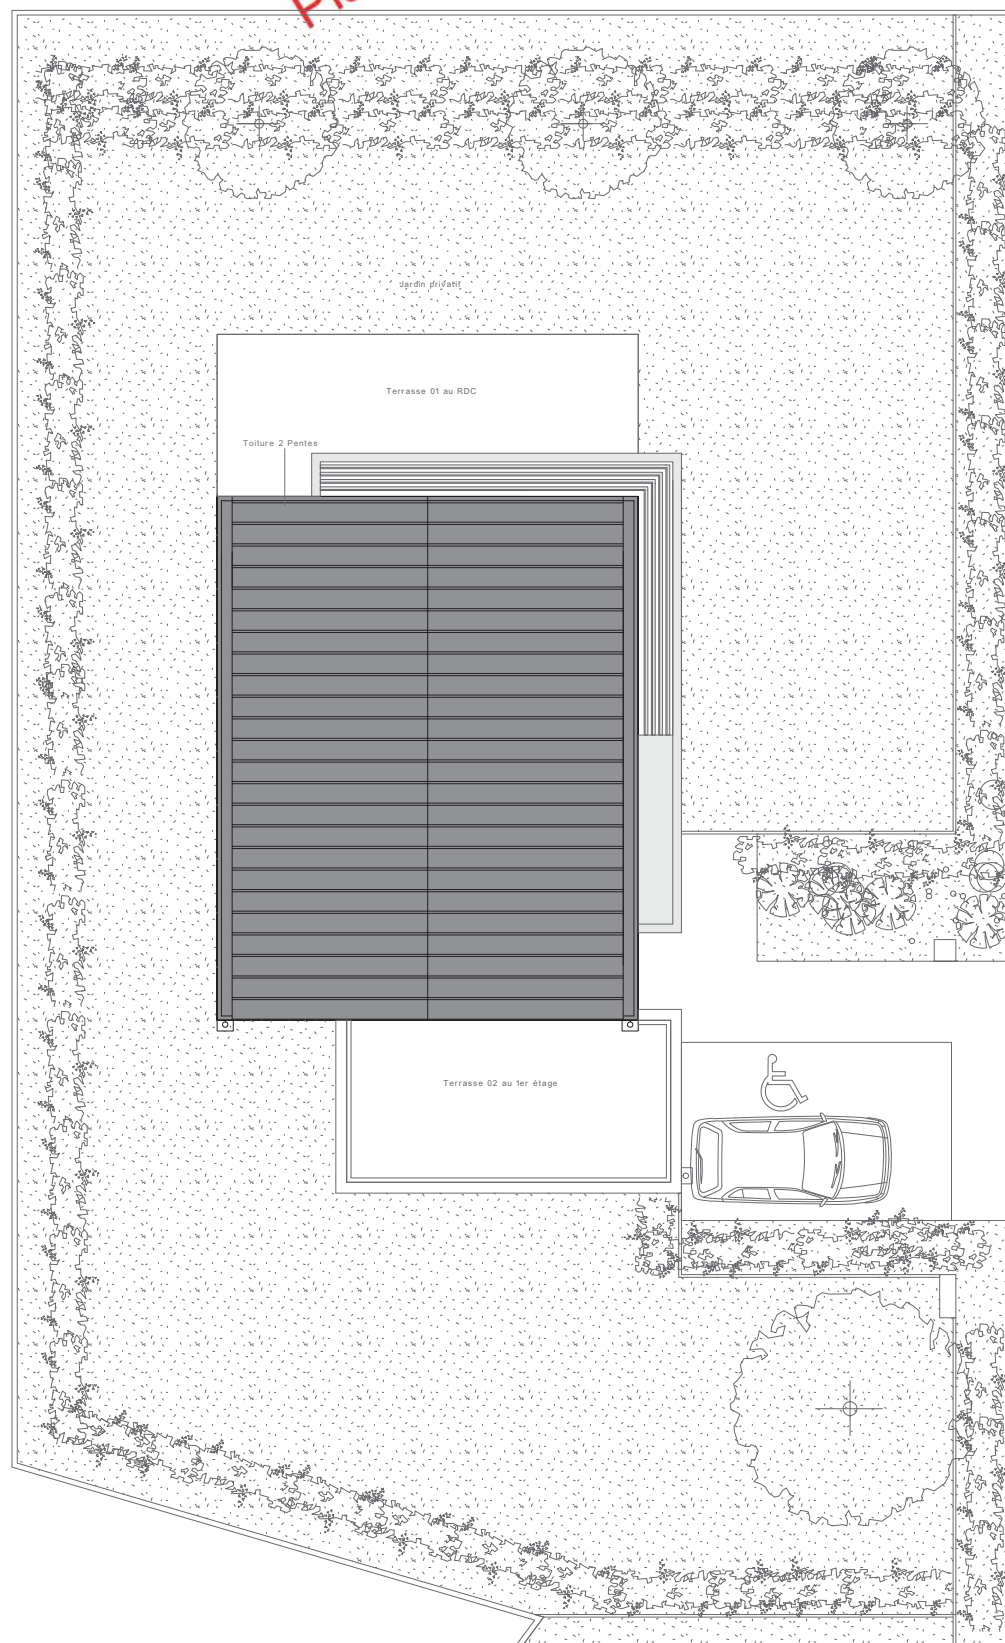 Jardin privatif
Terrasse 01 au RDC
Toiture 2 Pentes
Terrasse 02 au 1er étage